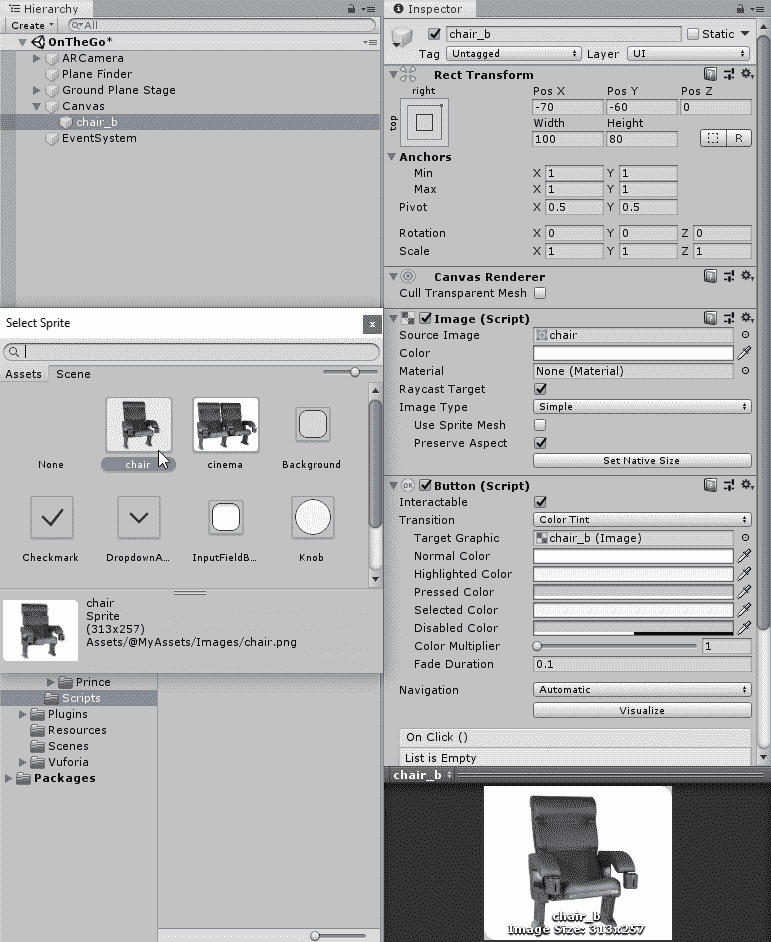 Hierarchy
Create
All
OnTheGo*
ARCamera
Plane Finder
Ground Plane Stage
Canvas
chair_b
EventSystem
Select Sprite
x
Assets Scene
None chair cinema Background
Checkmark DropdownA... InputFieldB... Knob
chair
Sprite
(313x257)
Assets/@MyAssets/Images/chair.png
Prince
Scripts
Plugins
Resources
Scenes
Vuforia
Packages
Inspector
chair_b Static
Tag Untagged Layer UI
Rect Transform
right Pos X Pos Y Pos Z
top -70 -60 0
Width Height
100 80 R
Anchors
Min X 1 Y 1
Max X 1 Y 1
Pivot X 0.5 Y 0.5
Rotation X 0 Y 0 Z 0
Scale X 1 Y 1 Z 1
Canvas Renderer
Cull Transparent Mesh
Image (Script)
Source Image chair
Color
Material None (Material)
Raycast Target
Image Type Simple
Use Sprite Mesh
Preserve Aspect
Set Native Size
OK Button (Script)
Interactable
Transition Color Tint
Target Graphic chair_b (Image)
Normal Color
Highlighted Color
Pressed Color
Selected Color
Disabled Color
Color Multiplier 1
Fade Duration 0.1
Navigation Automatic
Visualize
On Click ()
List is Empty
chair_b
chair_b
Image Size: 313x257